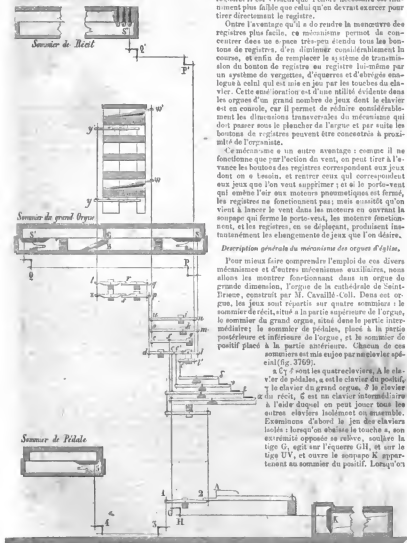 niment plus faible que celui qu'on devrait exercer pour
tirer directement le registre.
Outre l'avantage qu'il a de rendre la manœuvre des
registres plus facile, ce mécanisme permet de con-
centrer dans un espace très-peu étendu tous les bou-
tons de registres, d'en diminuer considérablement la
course, et enfin de remplacer le système de transmis-
sion du bouton de registre au registre lui-même par
un système de vergettes, d'équerres et d'abrégés ana-
logue à celui qui est mis en jeu par les touches du cla-
vier. Cette amélioration est d'une utilité évidente dans
les orgues d'un grand nombre de jeux dont le clavier
est en console, car il permet de réduire considérable-
ment les dimensions transversales du mécanisme qui
doit passer sous le plancher de l'orgue et par suite les
boutons de registres peuvent être concentrés à proxi-
mité de l'organiste.
Ce mécanisme a un autre avantage : comme il ne
fonctionne que par l'action du vent, on peut tirer à l'a-
vance les boutons des registres correspondant aux jeux
dont on a besoin, et rentrer ceux qui correspondent
aux jeux que l'on veut supprimer ; et si le porte-vent
qui amène l'air aux moteurs pneumatiques est fermé,
les registres ne fonctionnent pas ; mais aussitôt qu'on
vient à lancer le vent dans les moteurs en ouvrant la
soupape qui ferme le porte-vent, les moteurs fonction-
nent, et les registres, en se déplaçant, produisent ins-
tantanément les changements de jeux que l'on désire.
Description générale du mécanisme des orgues d'église.
Pour mieux faire comprendre l'emploi de ces divers
mécanismes et d'autres mécanismes auxiliaires, nous
allons les montrer fonctionnant dans un orgue de
grande dimension, l'orgue de la cathédrale de Saint-
Brieuc, construit par M. Cavaillé-Coll. Dans cet or-
gue, les jeux sont répartis sur quatre sommiers : le
sommier de récit, situé à la partie supérieure de l'orgue,
le sommier du grand orgue, situé dans la partie inter-
médiaire ; le sommier de pédales, placé à la partie
postérieure et inférieure de l'orgue, et le sommier de
positif placé à la partie antérieure. Chacun de ces
sommiers est mis en jeu par un clavier spé-
cial (fig. 3769).
α ζ γ δ sont les quatre claviers, A le cla-
vier de pédales, α est le clavier du positif,
γ le clavier du grand orgue, δ le clavier
du récit, ζ est un clavier intermédiaire
à l'aide duquel on peut jouer tous les
autres claviers isolément ou ensemble.
Examinons d'abord le jeu des claviers
isolés : lorsqu'on abaisse la touche α, son
extrémité opposée se relève, soulève la
tige G, agit sur l'équerre GH, et sur le
tige UV, et ouvre la soupape K appar-
tenant au sommier du positif. Lorsqu'on
Sommier de Récit
S''
Q'
P'
w'
y
y
w
Sommier de grand Orgue
S'
S
Q
P
r
u
m
1
2
A
G
H
Sommier de Pédale
4
3
K